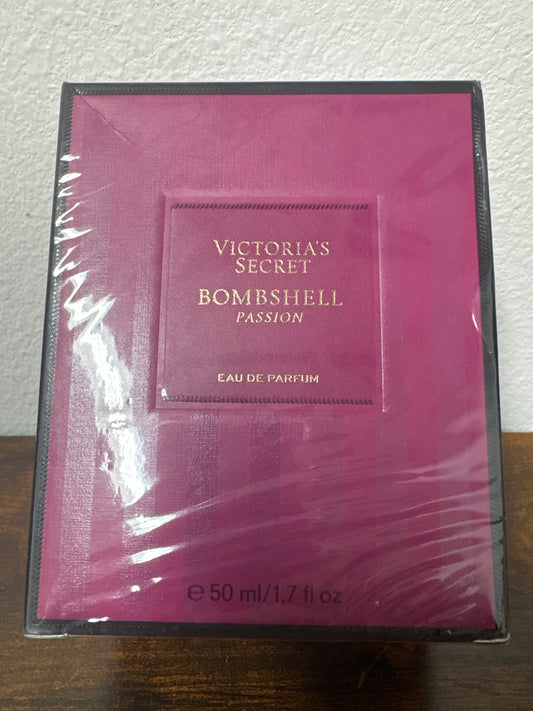 VICTORIA'S
SECRET
BOMBSHELL
PASSION
EAU DE PARFUM
℮ 50 ml/1.7 fl oz